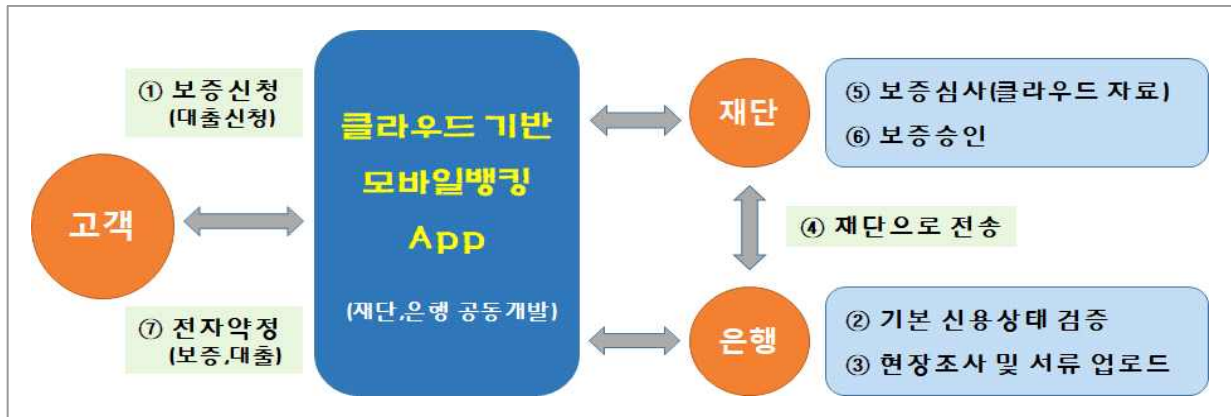 ① 보증신청
(대출신청)
고객
⑦ 전자약정
(보증,대출)
클라우드 기반
모바일뱅킹
App
(재단,은행 공동개발)
재단
⑤ 보증심사(클라우드 자료)
⑥ 보증승인
④ 재단으로 전송
은행
② 기본 신용상태 검증
③ 현장조사 및 서류 업로드